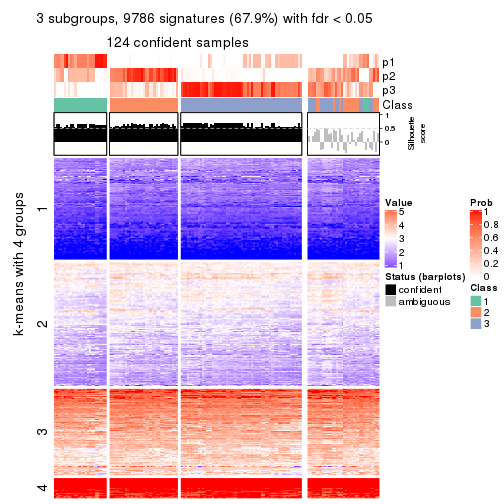 3 subgroups, 9786 signatures (67.9%) with fdr < 0.05
124 confident samples
p1
p2
p3
Class
1
0.5
0
Silhouette
score
k-means with 4 groups
1
2
3
4
Value
5
4
3
2
1
Status (barplots)
confident
ambiguous
Prob
1
0.8
0.6
0.4
0.2
0
Class
1
2
3